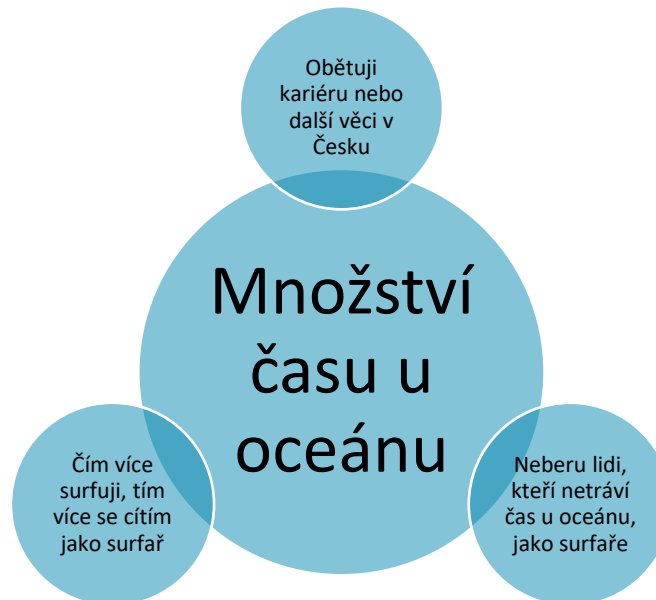 Obětuji
kariéru nebo
další věci v
Česku
Množství
času u
oceánu
Čím více
surfuji, tím
více se cítím
jako surfař
Neberu lidi,
kteří netráví
čas u oceánu,
jako surfaře